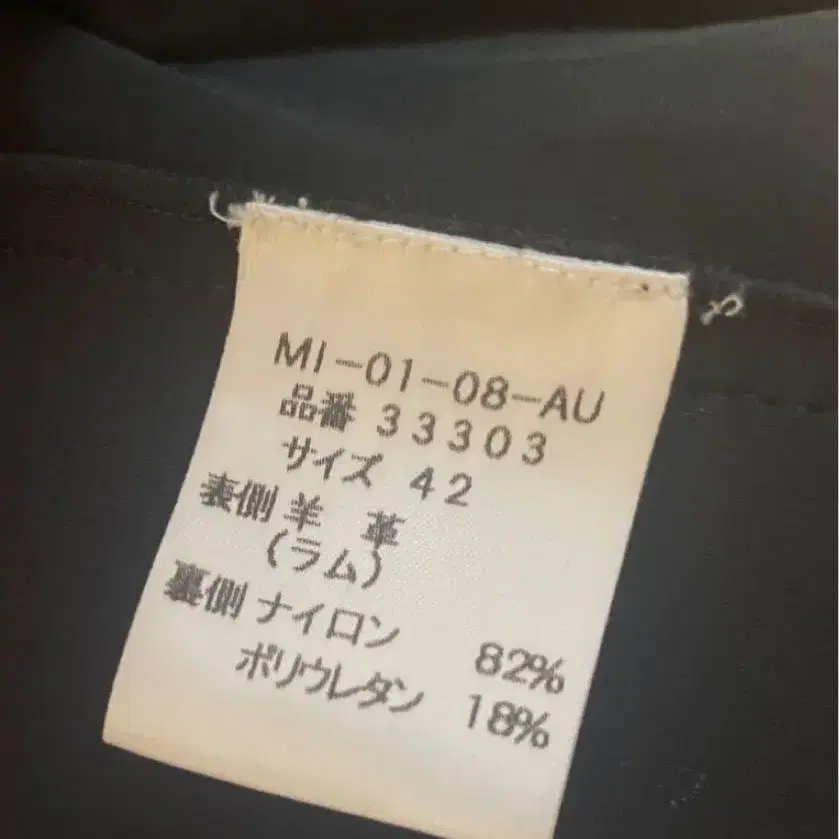 MI-01-08-AU
品番 33303
サイズ 42
表側 羊 革
(ラム)
裏側 ナイロン 82%
ポリウレタン 18%